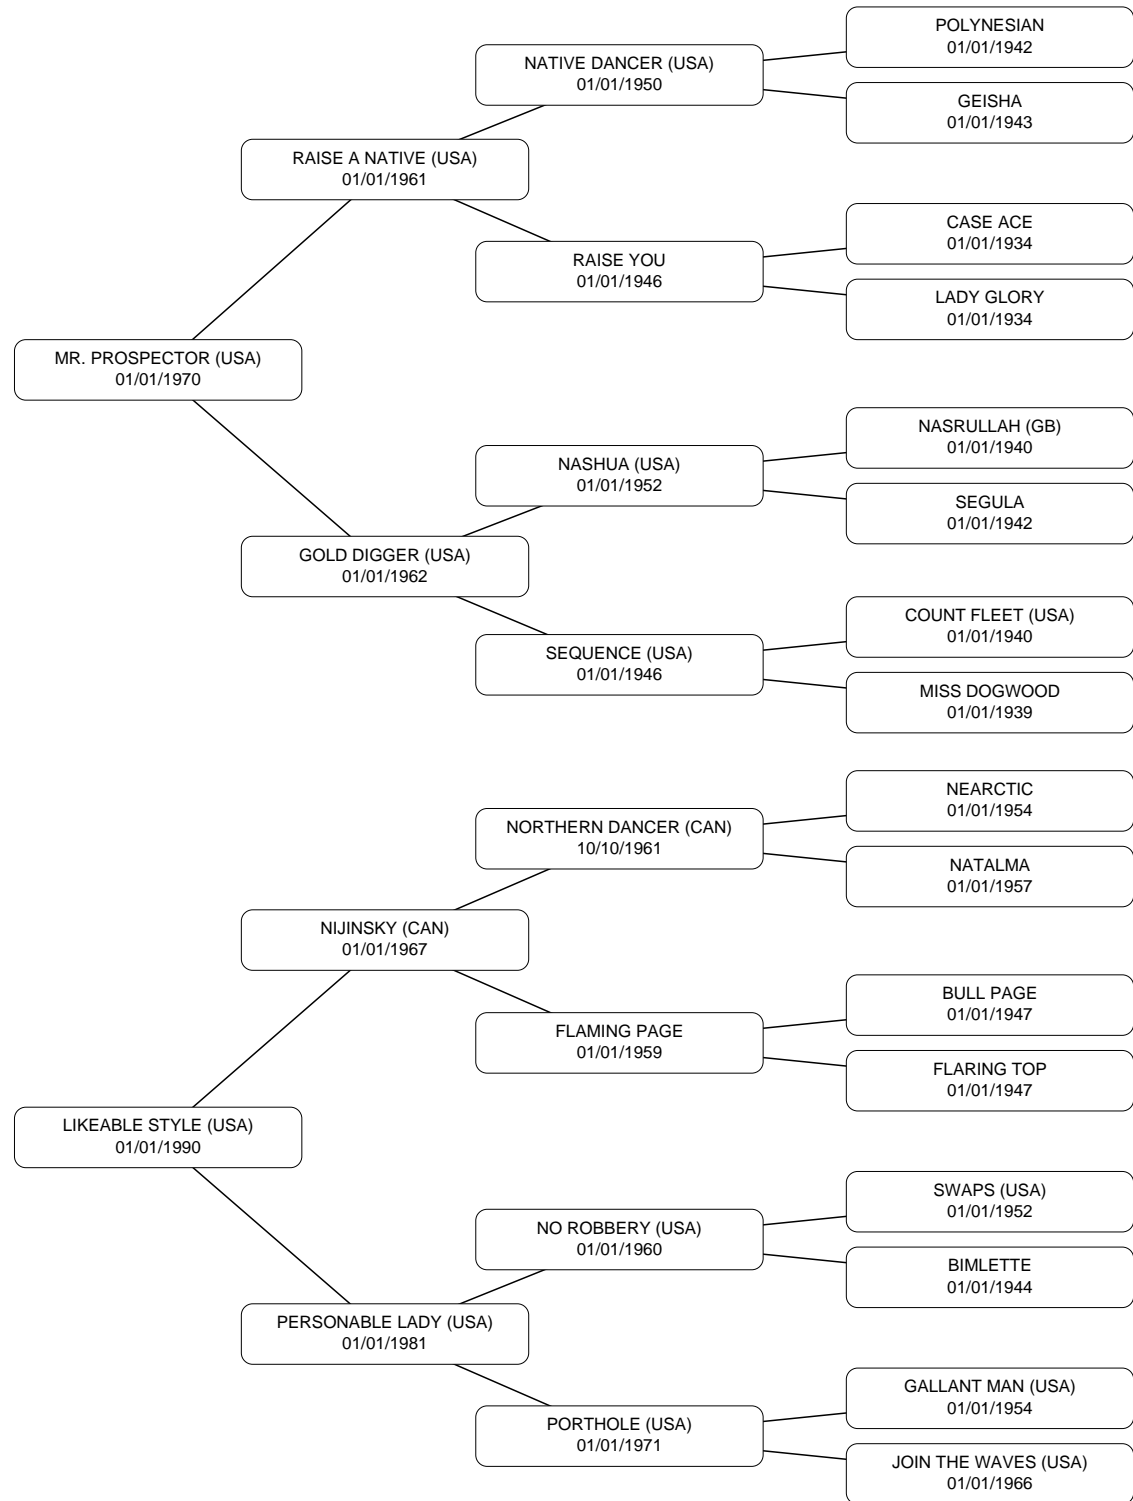 POLYNESIAN
01/01/1942
NATIVE DANCER (USA)
01/01/1950
GEISHA
01/01/1943
RAISE A NATIVE (USA)
01/01/1961
CASE ACE
01/01/1934
RAISE YOU
01/01/1946
LADY GLORY
01/01/1934
MR. PROSPECTOR (USA)
01/01/1970
NASRULLAH (GB)
01/01/1940
NASHUA (USA)
01/01/1952
SEGULA
01/01/1942
GOLD DIGGER (USA)
01/01/1962
COUNT FLEET (USA)
01/01/1940
SEQUENCE (USA)
01/01/1946
MISS DOGWOOD
01/01/1939
NEARCTIC
01/01/1954
NORTHERN DANCER (CAN)
10/10/1961
NATALMA
01/01/1957
NIJINSKY (CAN)
01/01/1967
BULL PAGE
01/01/1947
FLAMING PAGE
01/01/1959
FLARING TOP
01/01/1947
LIKEABLE STYLE (USA)
01/01/1990
SWAPS (USA)
01/01/1952
NO ROBBERY (USA)
01/01/1960
BIMLETTE
01/01/1944
PERSONABLE LADY (USA)
01/01/1981
GALLANT MAN (USA)
01/01/1954
PORTHOLE (USA)
01/01/1971
JOIN THE WAVES (USA)
01/01/1966